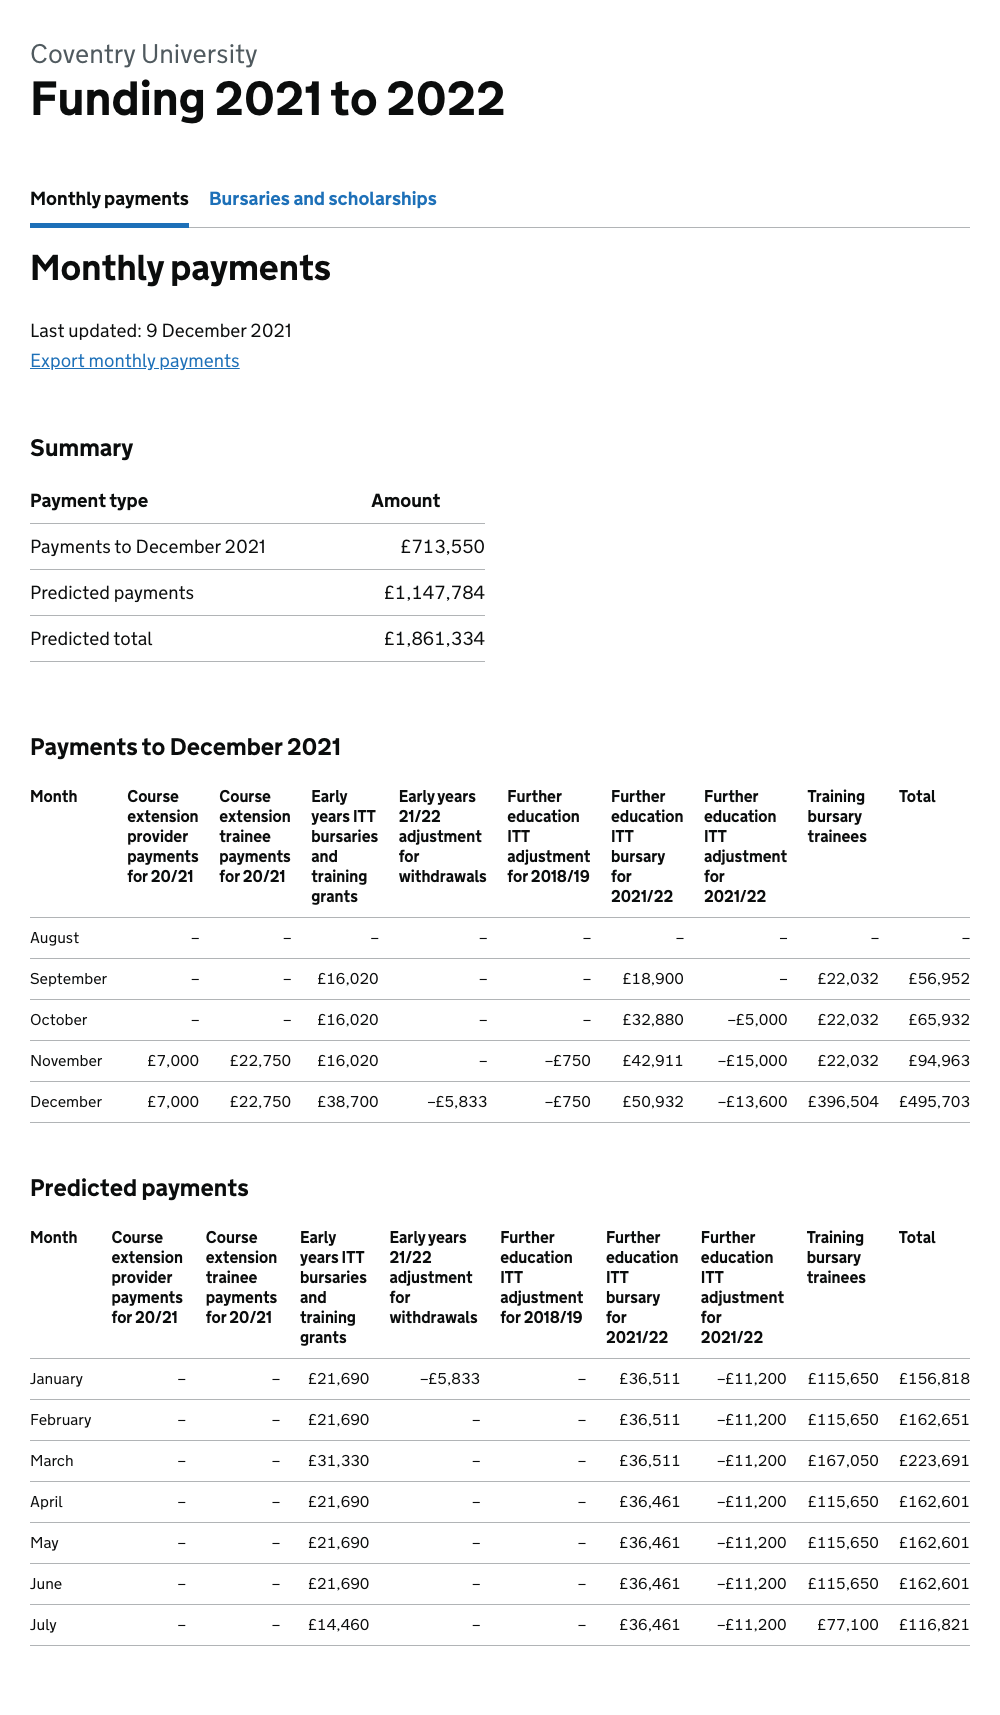 Coventry University
Funding 2021 to 2022
Monthly payments Bursaries and scholarships
Monthly payments
Last updated: 9 December 2021
Export monthly payments
Summary
Payment type Amount
Payments to December 2021 £713,550
Predicted payments £1,147,784
Predicted total £1,861,334
Payments to December 2021
Month Course Course Early Early years Further Further Further Training Total
extension extension years ITT 21/22 education education education bursary
provider trainee bursaries adjustment ITT ITT ITT trainees
payments payments and for adjustment bursary adjustment
for 20/21 for 20/21 training withdrawals for 2018/19 for for
grants 2021/22 2021/22
August – – – – – – – – –
September – – £16,020 – – £18,900 – £22,032 £56,952
October – – £16,020 – – £32,880 –£5,000 £22,032 £65,932
November £7,000 £22,750 £16,020 – –£750 £42,911 –£15,000 £22,032 £94,963
December £7,000 £22,750 £38,700 –£5,833 –£750 £50,932 –£13,600 £396,504 £495,703
Predicted payments
Month Course Course Early Early years Further Further Further Training Total
extension extension years ITT 21/22 education education education bursary
provider trainee bursaries adjustment ITT ITT ITT trainees
payments payments and for adjustment bursary adjustment
for 20/21 for 20/21 training withdrawals for 2018/19 for for
grants 2021/22 2021/22
January – – £21,690 –£5,833 – £36,511 –£11,200 £115,650 £156,818
February – – £21,690 – – £36,511 –£11,200 £115,650 £162,651
March – – £31,330 – – £36,511 –£11,200 £167,050 £223,691
April – – £21,690 – – £36,461 –£11,200 £115,650 £162,601
May – – £21,690 – – £36,461 –£11,200 £115,650 £162,601
June – – £21,690 – – £36,461 –£11,200 £115,650 £162,601
July – – £14,460 – – £36,461 –£11,200 £77,100 £116,821